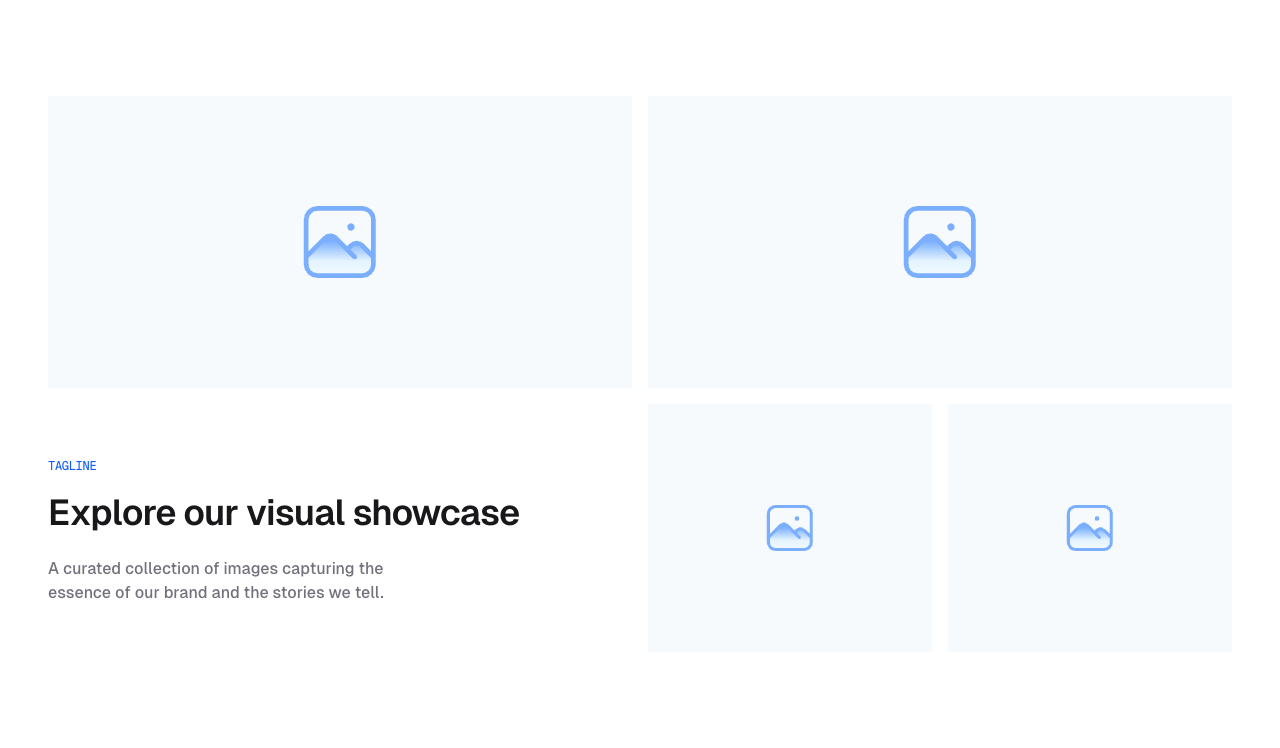 TAGLINE
Explore our visual showcase
A curated collection of images capturing the
essence of our brand and the stories we tell.